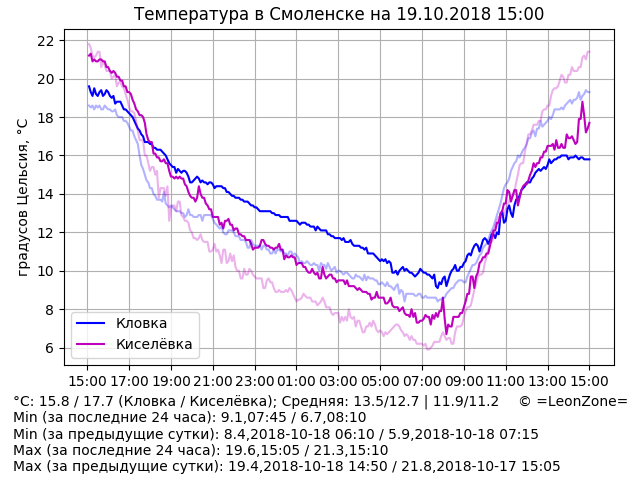 Температура в Смоленске на 19.10.2018 15:00
градусов Цельсия, °C
22
20
18
16
14
12
10
8
6
Кловка
Киселёвка
15:00 17:00 19:00 21:00 23:00 01:00 03:00 05:00 07:00 09:00 11:00 13:00 15:00
°C: 15.8 / 17.7 (Кловка / Киселёвка); Средняя: 13.5/12.7 | 11.9/11.2 © =LeonZone=
Min (за последние 24 часа): 9.1,07:45 / 6.7,08:10
Min (за предыдущие сутки): 8.4,2018-10-18 06:10 / 5.9,2018-10-18 07:15
Max (за последние 24 часа): 19.6,15:05 / 21.3,15:10
Max (за предыдущие сутки): 19.4,2018-10-18 14:50 / 21.8,2018-10-17 15:05